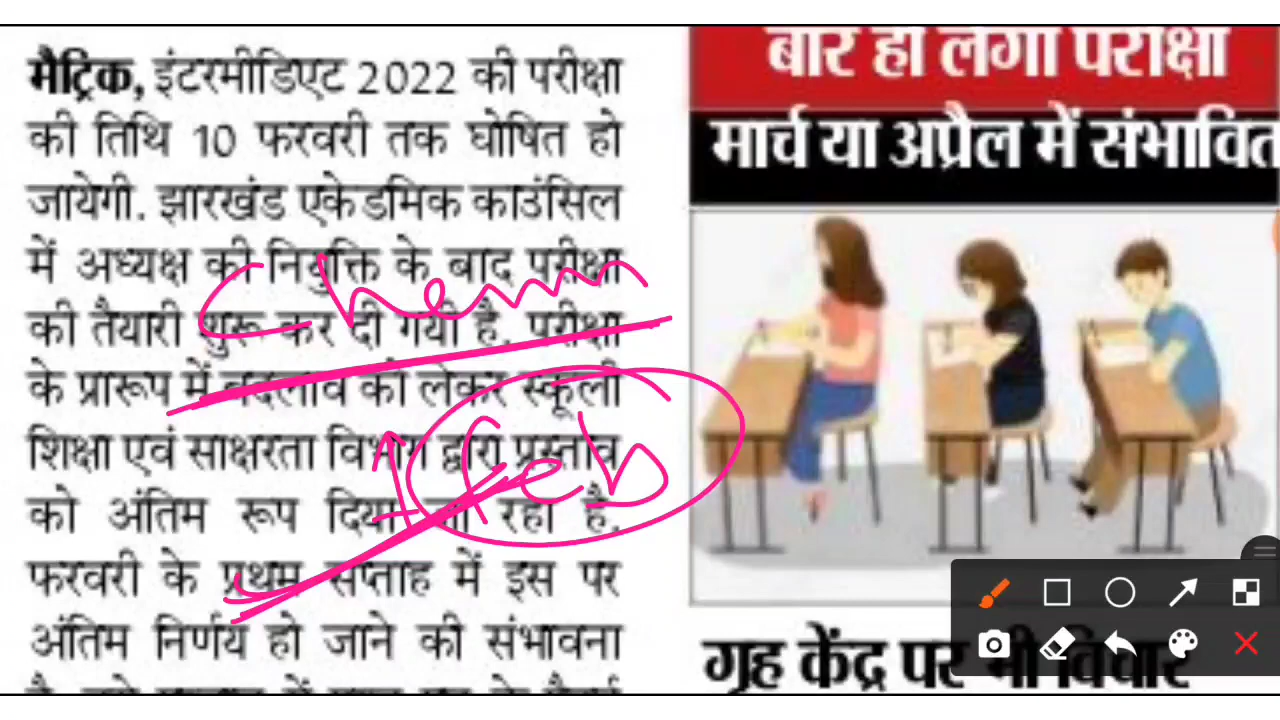 मैट्रिक, इंटरमीडिएट 2022 की परीक्षा
की तिथि 10 फरवरी तक घोषित हो
जायेगी. झारखंड एकेडमिक काउंसिल
में अध्यक्ष की नियुक्ति के बाद परीक्षा
की तैयारी शुरू कर दी गयी है. परीक्षा
के प्रारूप में बदलाव को लेकर स्कूली
शिक्षा एवं साक्षरता विभाग द्वारा प्रस्ताव
को अंतिम रूप दिया जा रहा है.
फरवरी के प्रथम सप्ताह में इस पर
अंतिम निर्णय हो जाने की संभावना
Chem
1 feb
बार ही लेगी परीक्षा
मार्च या अप्रैल में संभावित
गृह केंद्र पर भी विचार